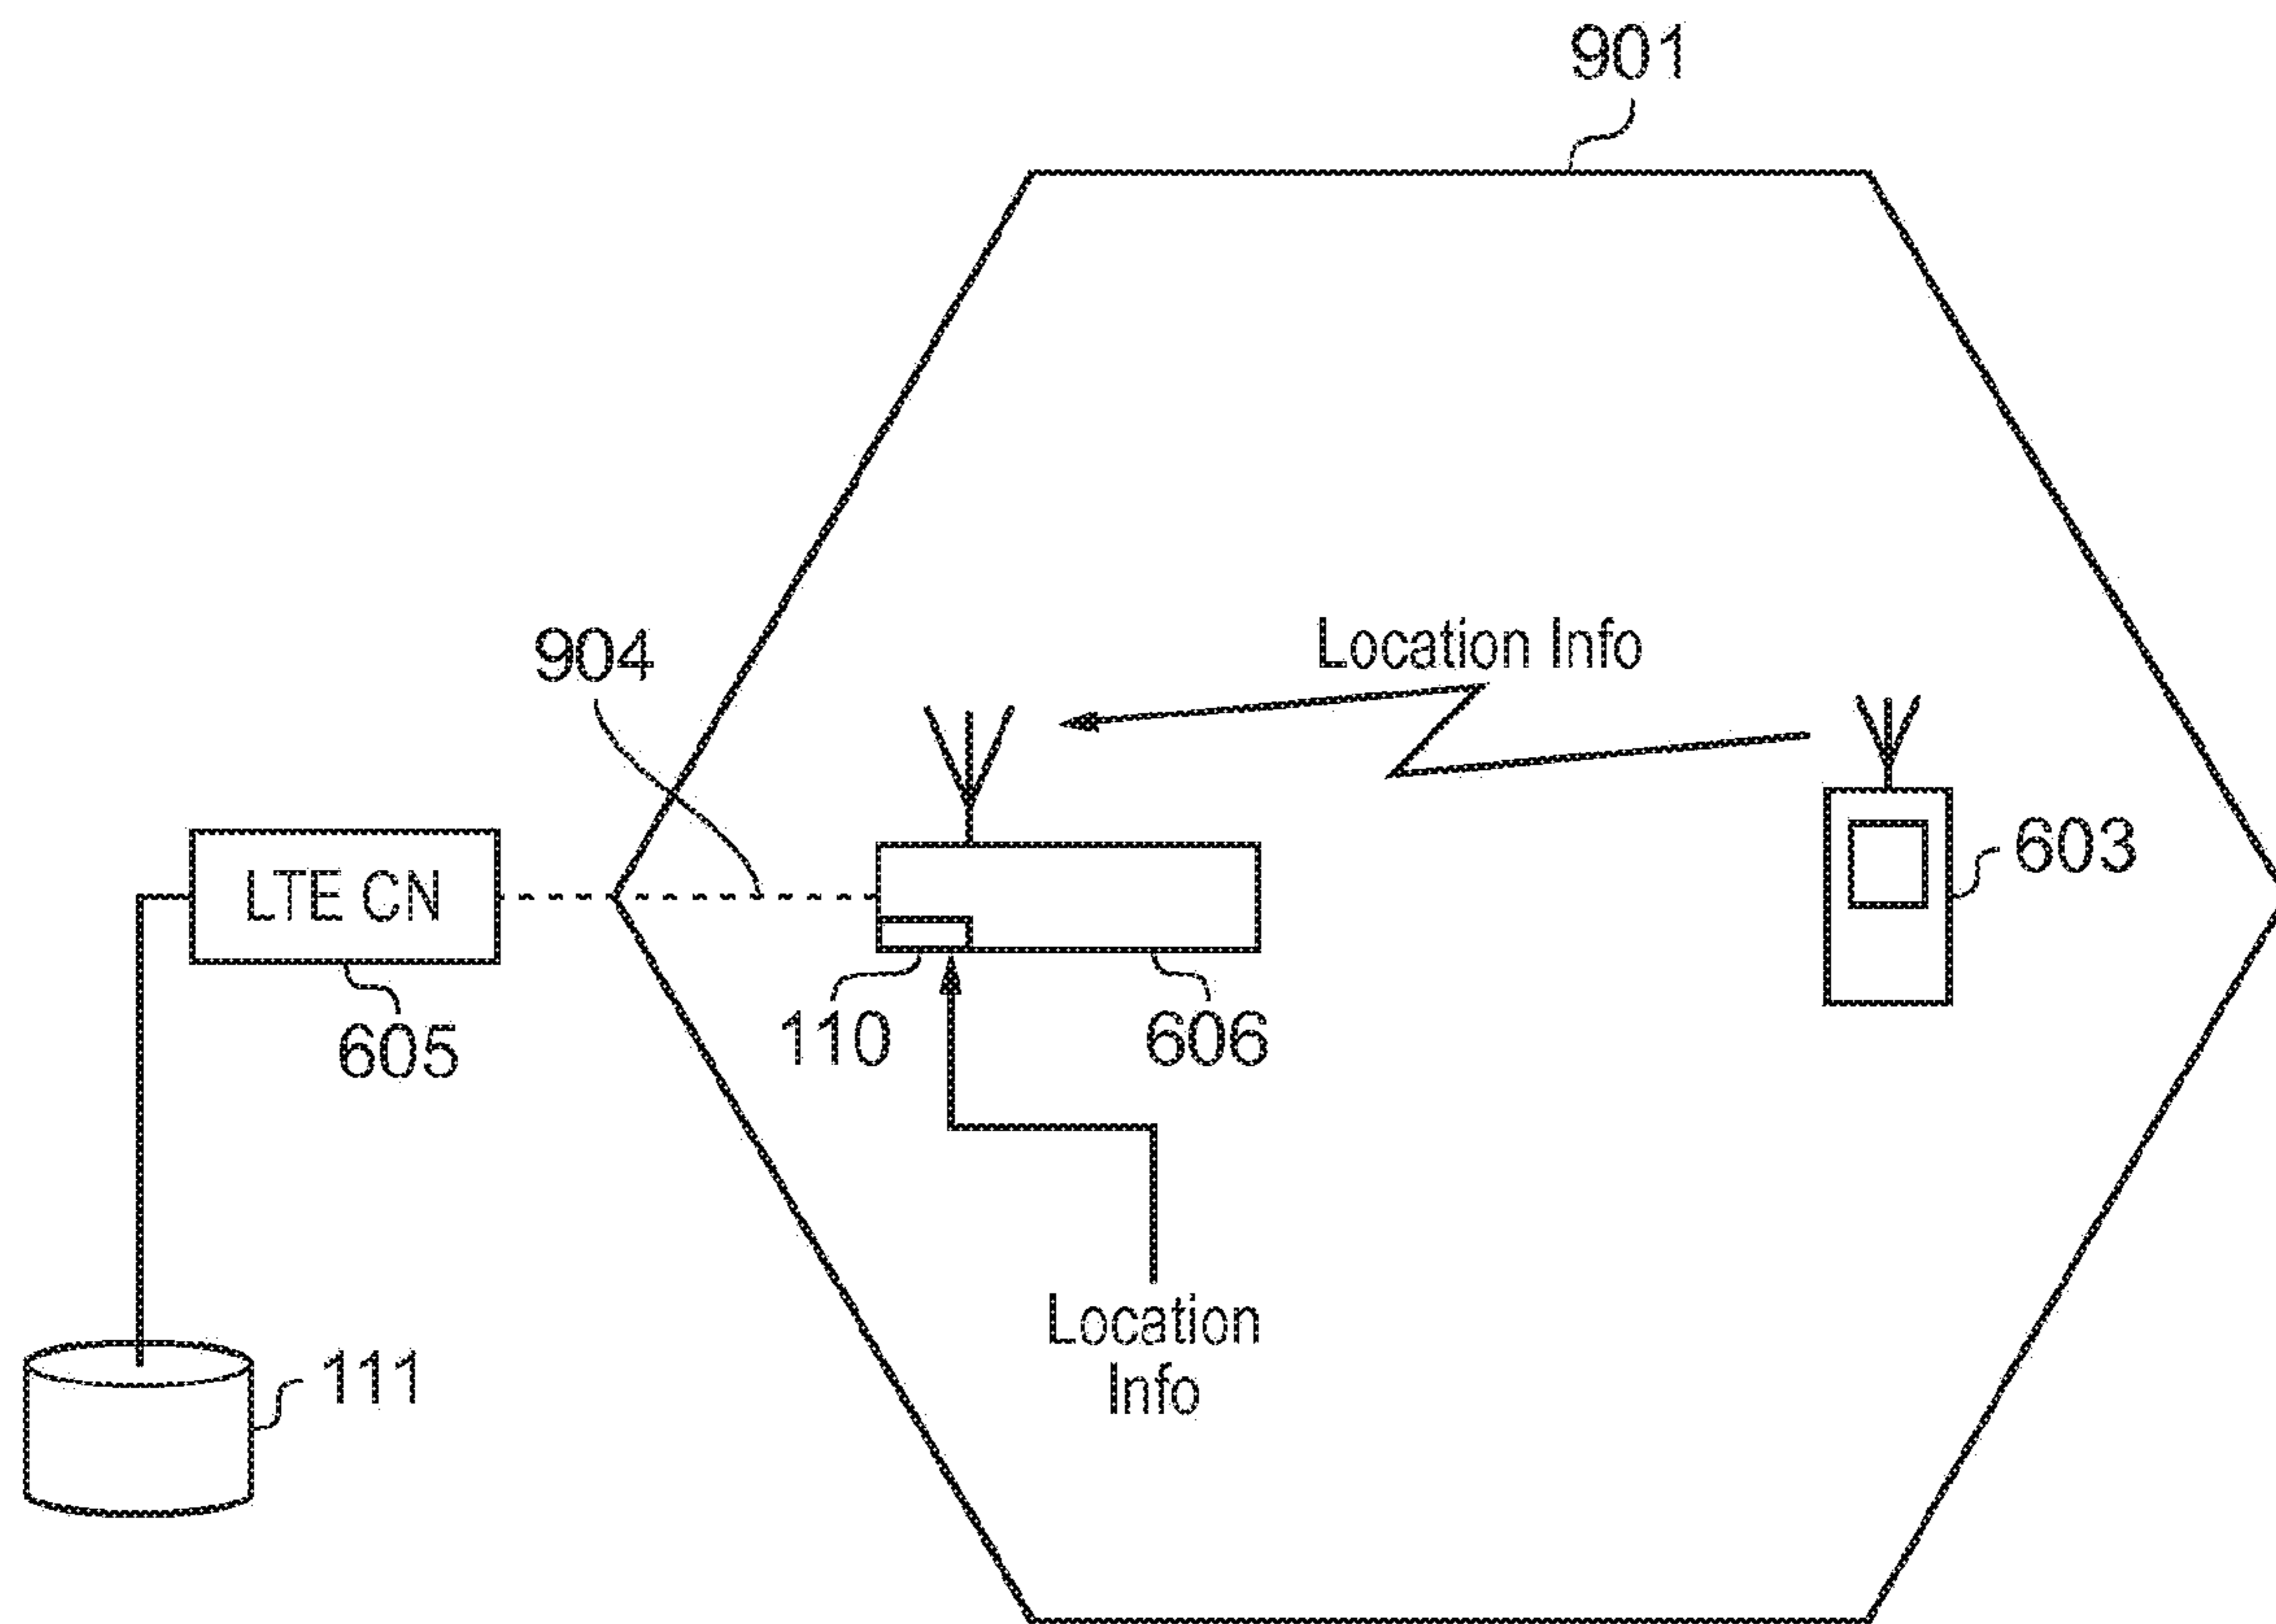 901
Location Info
904
LTE CN
603
605
110
606
Location
Info
111